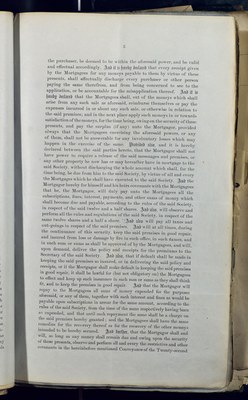 the purchaser, be deemed to be within the aforesaid power, and be valid
and effectual accordingly. And it is hereby declared that every receipt given
by the Mortgagees for any moneys payable to them by virtue of these
presents shall effectually discharge every purchaser or other person
paying the same therefrom, and from being concerned to see to the
application, or be accountable for the misapplication thereof. And it is
hereby declared that the Mortgagees shall, out of the moneys which shall
arise from any such sale as aforesaid, reimburse themselves or pay the
expenses incurred in or about any such sale, or otherwise in relation to
the said premises; and in the next place apply such moneys in or towards
satisfaction of the moneys, for the time being, owing on the security of these
presents, and pay the surplus (if any) unto the Mortgagor, provided
always that the Mortgagees exercising the aforesaid powers, or any
of them, shall not be answerable for any involuntary losses which may
happen in the exercise of the same. Provided also and it is hereby
declared between the said parties hereto, that the Mortgagor shall not
have power to require a release of the said messuages and premises, or
any other property he now has or may hereafter have in mortgage to the
said Society, without discharging the whole amount which shall, for the
time being, be due from him to the said Society, by virtue of all and every
the Mortgages which he shall have executed to the said Society. And the
Mortgagor hereby for himself and his heirs covenants with the Mortgagees
that he, the Mortgagor, will duly pay unto the Mortgagees all the
subscriptions, fines, interest, payments, and other sums of money which
shall become due and payable, according to the rules of the said Society,
in respect of the said twelve and a half shares. And also, will observe and
perform all the rules and regulations of the said Society, in respect of the
same twelve shares and a half a share. And also will pay all taxes and
out-goings in respect of the said premises. And will at all times, during
the continuance of this security, keep the said premises in good repair,
and insured from loss or damage by fire in such office, in such names, and
in such sum or sums as shall be approved of by the Mortgagees, and will,
upon demand, deliver the policy and receipts for the premiums to the
Secretary of the said Society. And also, that if default shall be made in
keeping the said premises so insured, or in delivering the said policy and
receipts, or if the Mortgagor shall make default in keeping the said premises
in good repair, it shall be lawful for (but not obligatory on) the Mortgagees
to effect and keep up such insurance in such sum or sums as they shall think
fit, and to keep the premises in good repair. And that the Mortgagor will
repay to the Mortgagees all sums of money expended for the purposes
aforesaid, or any of them, together with such interest and fines as would be
payable upon subscriptions in arrear for the same amount, according to the
rules of the said Society, from the time of the same respectively having been
so expended, and that until such repayment the same shall be a charge on
the said premises hereby granted; and the Mortgagees shall have the same
remedies for the recovery thereof as for the recovery of the other moneys
intended to be hereby secured. And further, that the Mortgagor shall and
will, so long as any money shall remain due and owing upon the security
of these presents, observe and perform all and every the restrictive and other
covenants in the hereinbefore mentioned Conveyance of the Twenty-second